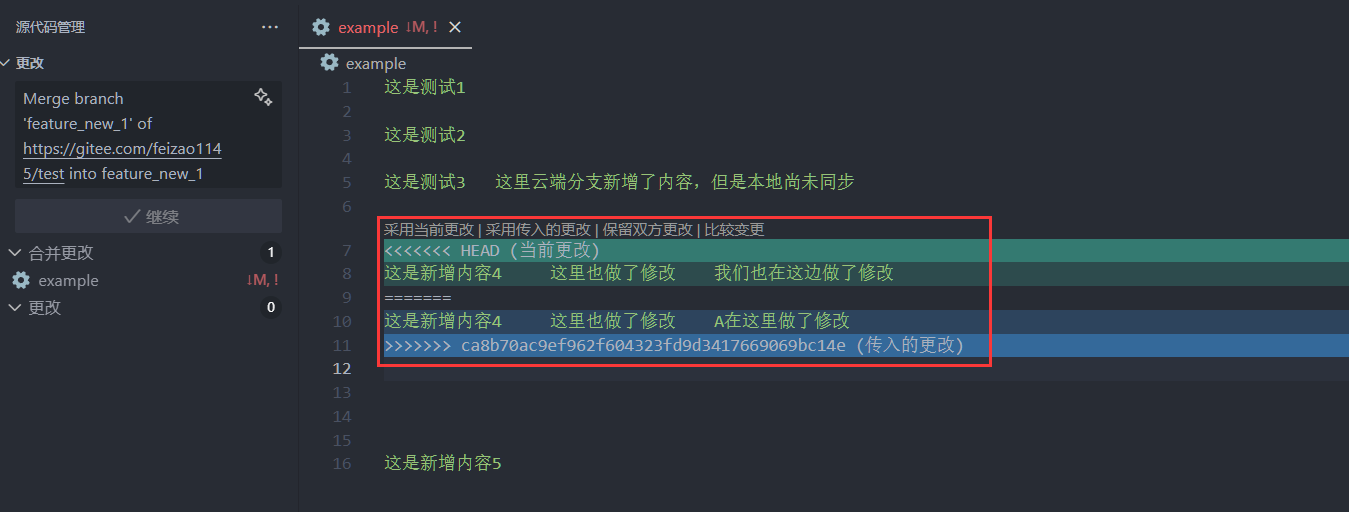 源代码管理 ···
更改
Merge branch
'feature_new_1' of
https://gitee.com/feizao114
5/test into feature_new_1
继续
合并更改 1
example ↓M, !
更改 0
example ↓M, !
example
1 这是测试1
2
3 这是测试2
4
5 这是测试3 这里云端分支新增了内容，但是本地尚未同步
6
采用当前更改 | 采用传入的更改 | 保留双方更改 | 比较变更
7 <<<<<<< HEAD (当前更改)
8 这是新增内容4 这里也做了修改 我们也在这边做了修改
9 =======
10 这是新增内容4 这里也做了修改 A在这里做了修改
11 >>>>>>> ca8b70ac9ef962f604323fd9d3417669069bc14e (传入的更改)
12
13
14
15
16 这是新增内容5